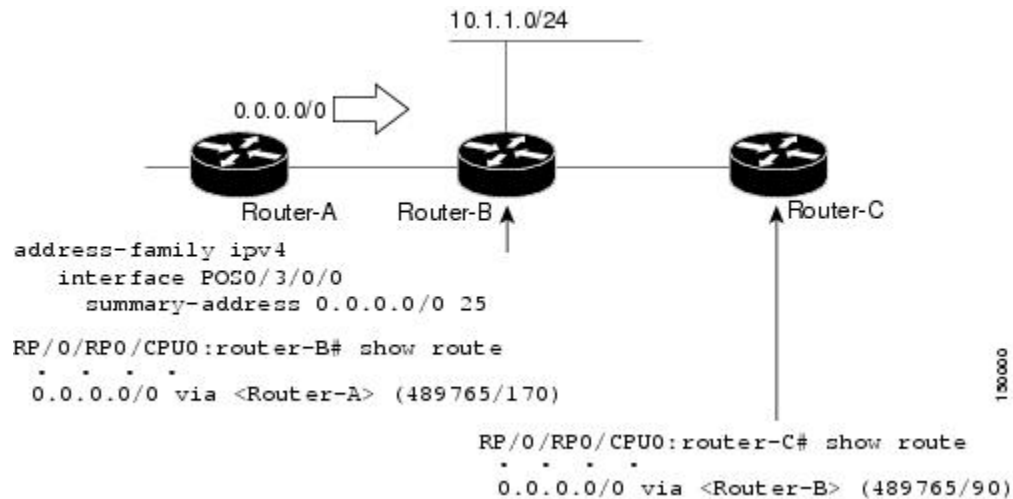 10.1.1.0/24
0.0.0.0/0
Router-A
Router-B
Router-C
address-family ipv4
interface POS0/3/0/0
summary-address 0.0.0.0/0 25
RP/0/RP0/CPU0:router-B# show route
. . . .
0.0.0.0/0 via <Router-A> (489765/170)
RP/0/RP0/CPU0:router-C# show route
. . . .
0.0.0.0/0 via <Router-B> (489765/90)
150000